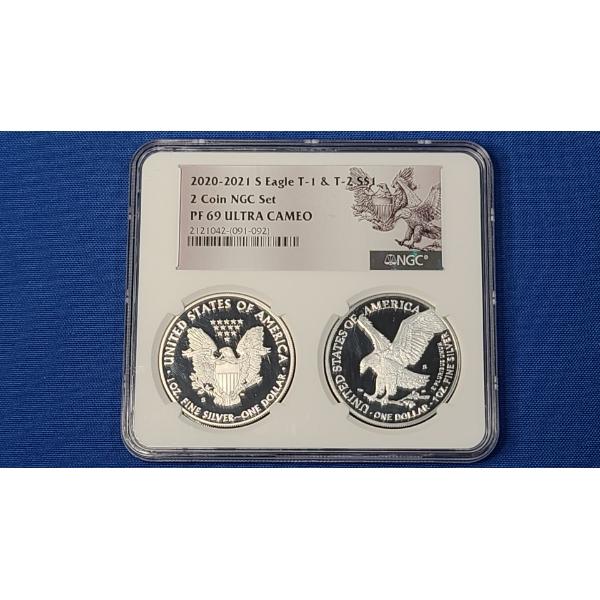 2020-2021 S Eagle T-1 & T-2 S$1
2 Coin NGC Set
PF 69 ULTRA CAMEO
2121042-(091-092)
NGC®
UNITED STATES OF AMERICA
1 OZ. FINE SILVER~ONE DOLLAR
UNITED STATES OF AMERICA
S
E PLURIBUS UNUM
1 OZ. FINE SILVER
ONE DOLLAR